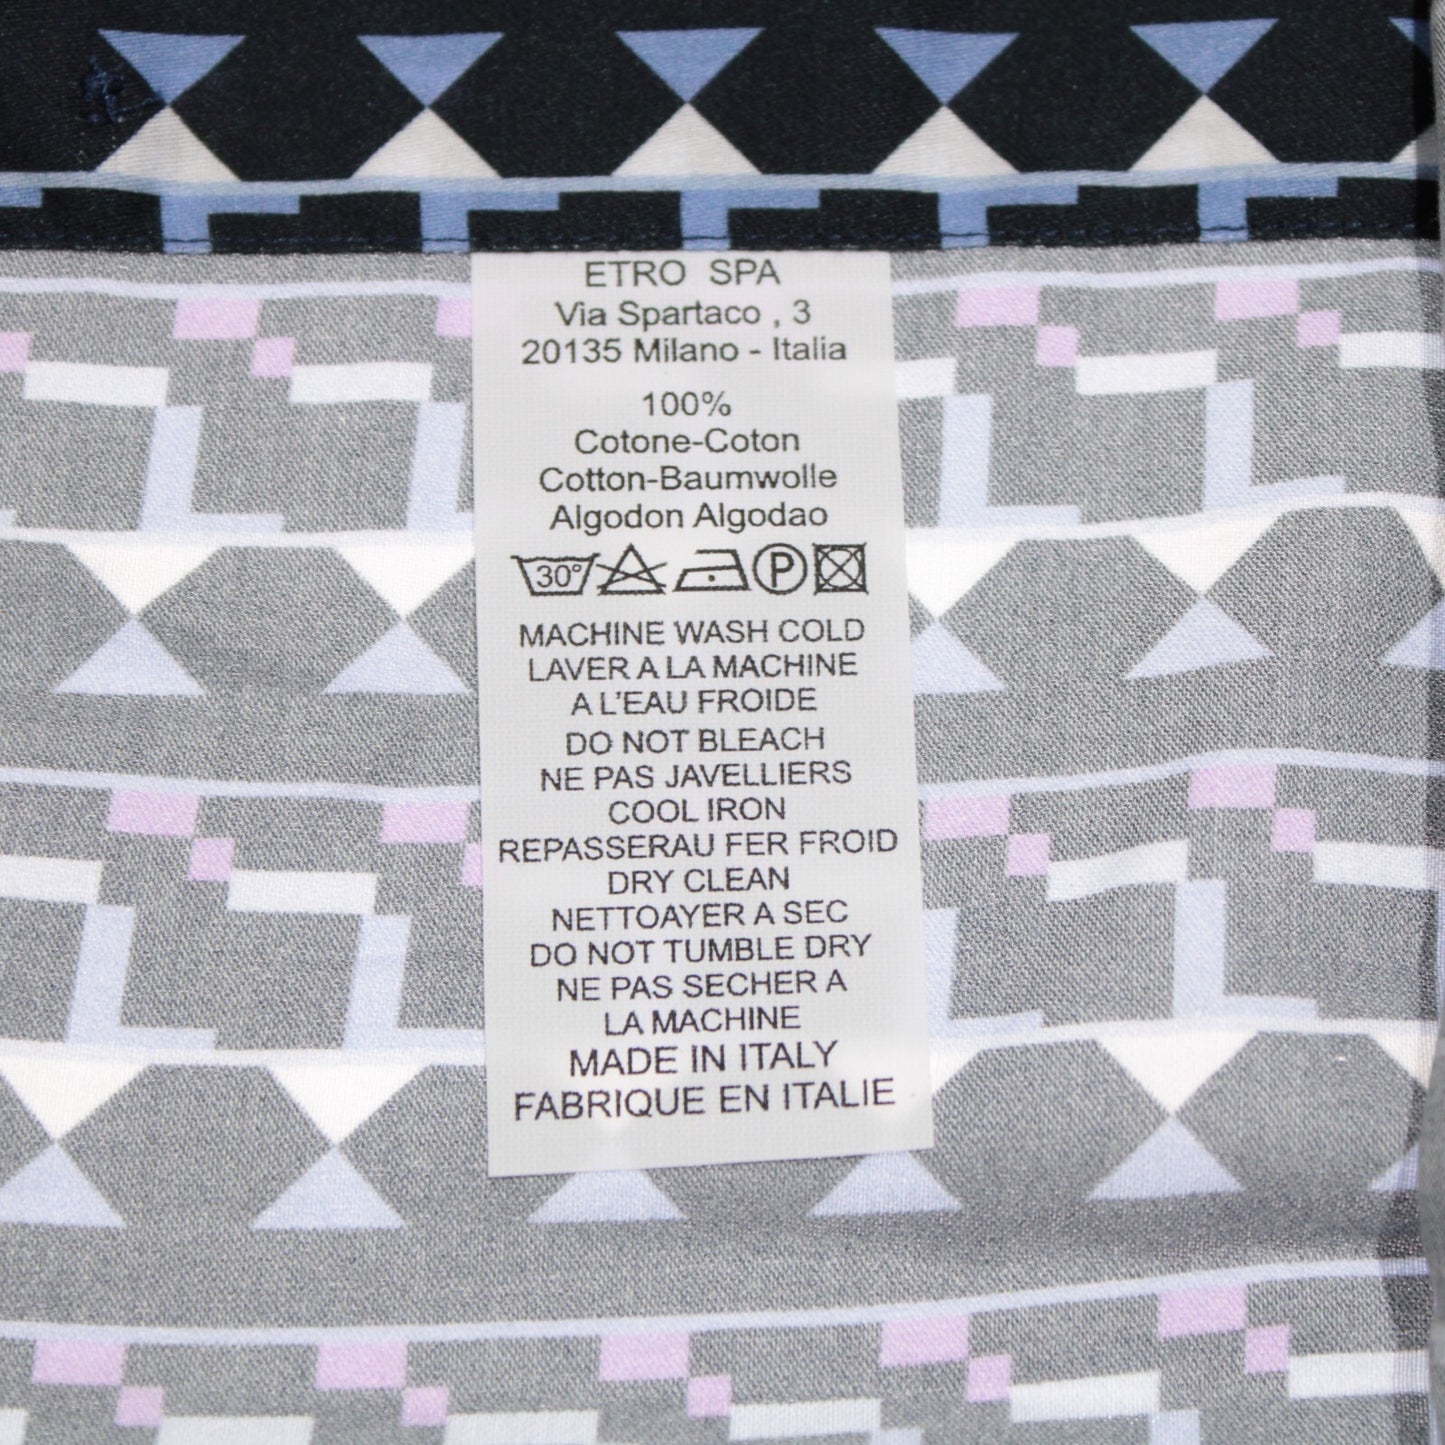 ETRO SPA
Via Spartaco , 3
20135 Milano - Italia
100%
Cotone-Coton
Cotton-Baumwolle
Algodon Algodao
30° P
MACHINE WASH COLD
LAVER A LA MACHINE
A L'EAU FROIDE
DO NOT BLEACH
NE PAS JAVELLIERS
COOL IRON
REPASSERAU FER FROID
DRY CLEAN
NETTOAYER A SEC
DO NOT TUMBLE DRY
NE PAS SECHER A
LA MACHINE
MADE IN ITALY
FABRIQUE EN ITALIE